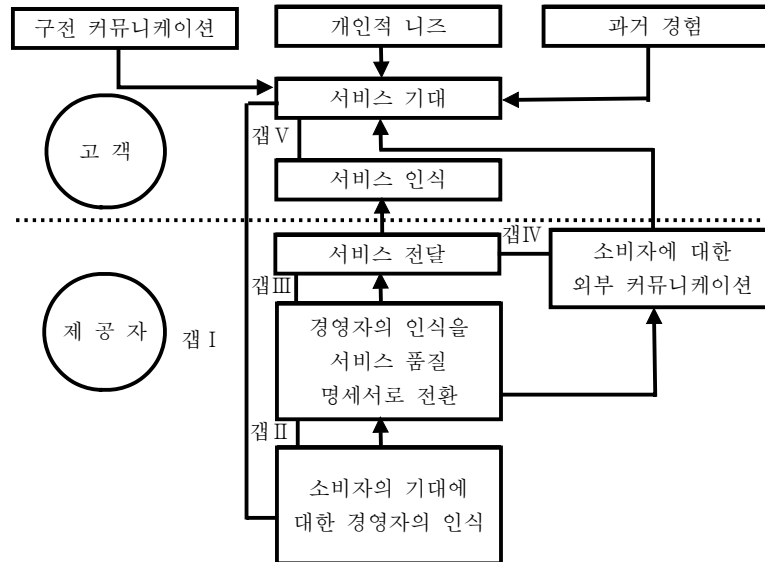 구전 커뮤니케이션
개인적 니즈
과거 경험
서비스 기대
갭Ⅴ
고 객
서비스 인식
서비스 전달
갭Ⅳ
소비자에 대한
외부 커뮤니케이션
갭Ⅲ
제 공 자
갭Ⅰ
경영자의 인식을
서비스 품질
명세서로 전환
갭Ⅱ
소비자의 기대에
대한 경영자의 인식